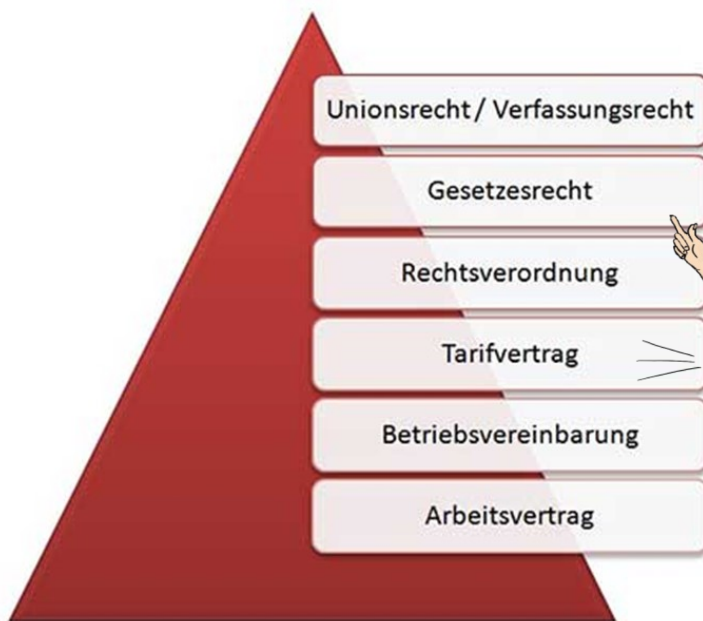 Unionsrecht / Verfassungsrecht
Gesetzesrecht
Rechtsverordnung
Tarifvertrag
Betriebsvereinbarung
Arbeitsvertrag